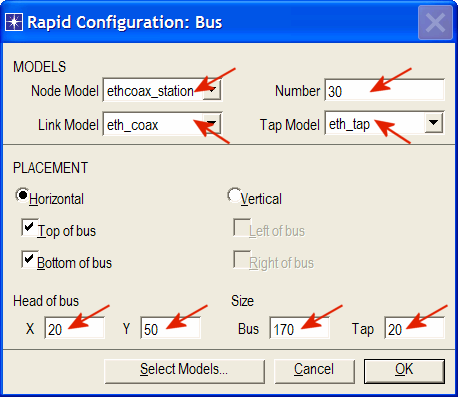 Rapid Configuration: Bus
MODELS
Node Model ethcoax_station Number 30
Link Model eth_coax Tap Model eth_tap
PLACEMENT
Horizontal Vertical
Top of bus Left of bus
Bottom of bus Right of bus
Head of bus Size
X 20 Y 50 Bus 170 Tap 20
Select Models... Cancel OK